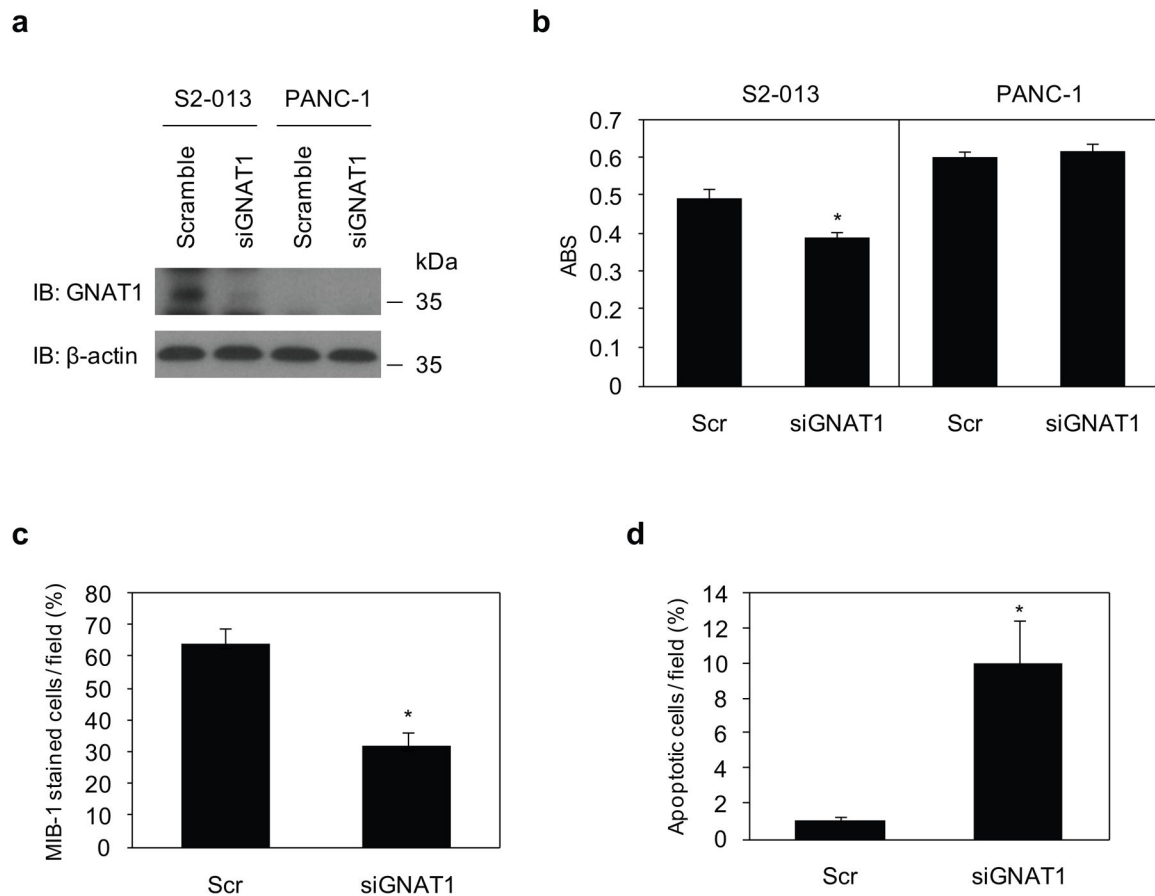 a
S2-013 PANC-1
Scramble
siGNAT1
Scramble
siGNAT1
kDa
IB: GNAT1
35
IB: β-actin
35
b
S2-013 PANC-1
0.7
0.6
0.5
0.4
0.3
0.2
0.1
0
ABS
*
Scr siGNAT1 Scr siGNAT1
c
MIB-1 stained cells/field (%)
80
70
60
50
40
30
20
10
0
*
Scr siGNAT1
d
Apoptotic cells/field (%)
14
12
10
8
6
4
2
0
*
Scr siGNAT1